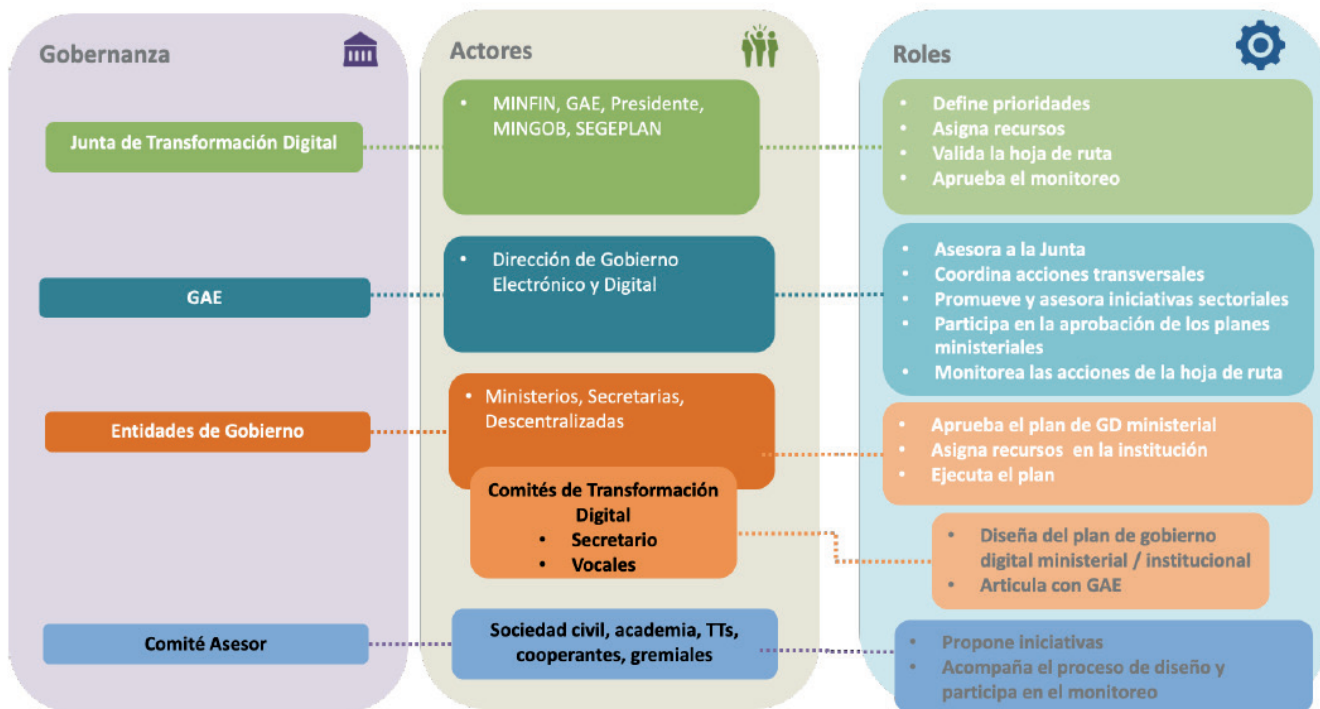 Gobernanza
Actores
Roles
Junta de Transformación Digital
• MINFIN, GAE, Presidente,
MINGOB, SEGEPLAN
• Define prioridades
• Asigna recursos
• Valida la hoja de ruta
• Aprueba el monitoreo
GAE
• Dirección de Gobierno
Electrónico y Digital
• Asesora a la Junta
• Coordina acciones transversales
• Promueve y asesora iniciativas sectoriales
• Participa en la aprobación de los planes
ministeriales
• Monitorea las acciones de la hoja de ruta
Entidades de Gobierno
• Ministerios, Secretarias,
Descentralizadas
• Aprueba el plan de GD ministerial
• Asigna recursos en la institución
• Ejecuta el plan
Comités de Transformación
Digital
• Secretario
• Vocales
• Diseña del plan de gobierno
digital ministerial / institucional
• Articula con GAE
Comité Asesor
Sociedad civil, academia, TTs,
cooperantes, gremiales
• Propone iniciativas
• Acompaña el proceso de diseño y
participa en el monitoreo